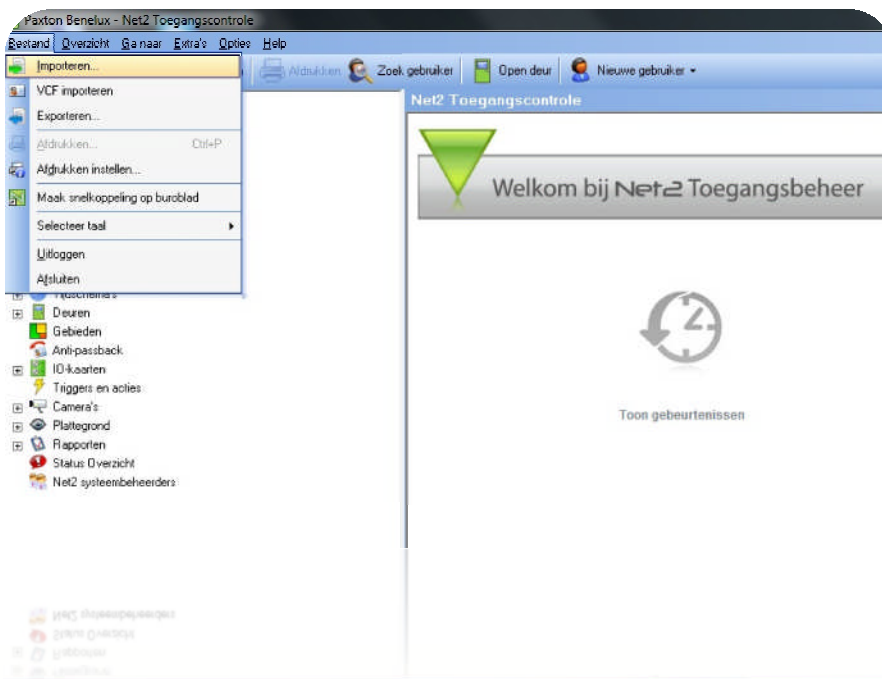 Paxton Benelux - Net2 Toegangscontrole
Bestand Overzicht Ga naar Extra's Opties Help
Importeren...
VCF importeren
Exporteren...
Afdrukken... Ctrl+P
Afdrukken instellen...
Maak snelkoppeling op buroblad
Selecteer taal
Uitloggen
Afsluiten
Afdrukken Zoek gebruiker Open deur Nieuwe gebruiker
Net2 Toegangscontrole
Welkom bij Net2 Toegangsbeheer
Toon gebeurtenissen
Tijdschema's
Deuren
Gebieden
Anti-passback
IO-kaarten
Triggers en acties
Camera's
Plattegrond
Rapporten
Status Overzicht
Net2 systeembeheerders